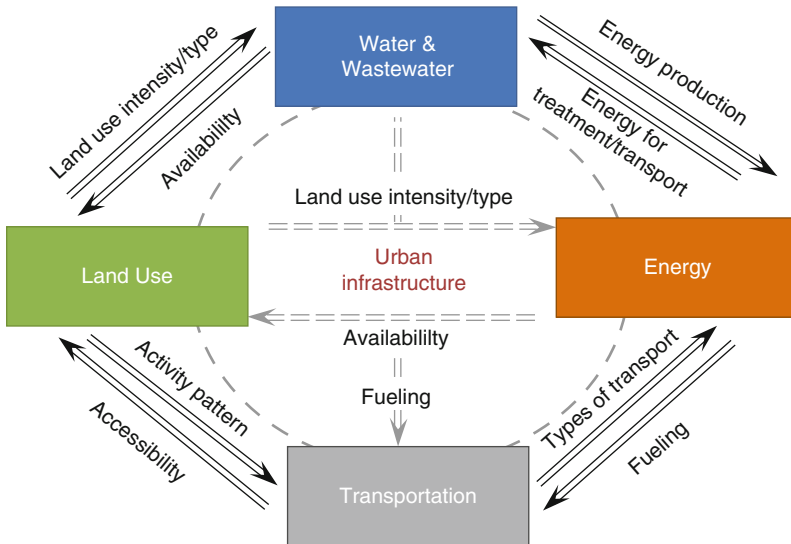 Water &
Wastewater
Land use intensity/type
Availability
Energy production
Energy for
treatment/transport
Land use intensity/type
Land Use
Urban
infrastructure
Energy
Availabililty
Activity pattern
Accessibility
Fueling
Types of transport
Fueling
Transportation